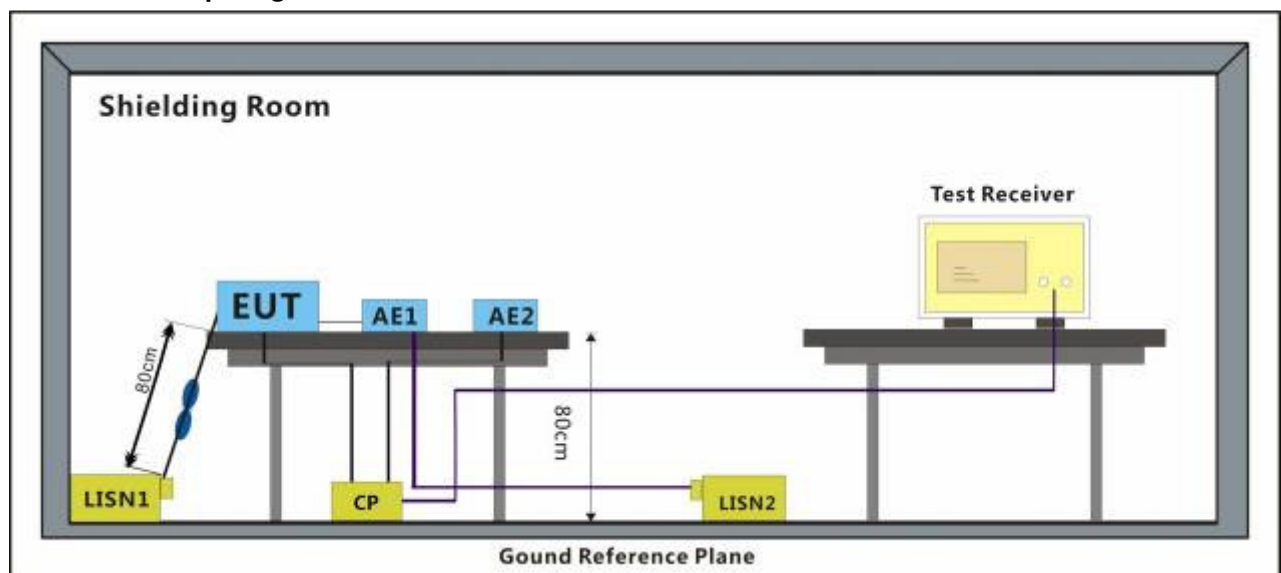 Shielding Room
Test Receiver
EUT
AE1
AE2
80cm
80cm
LISN1
CP
LISN2
Gound Reference Plane